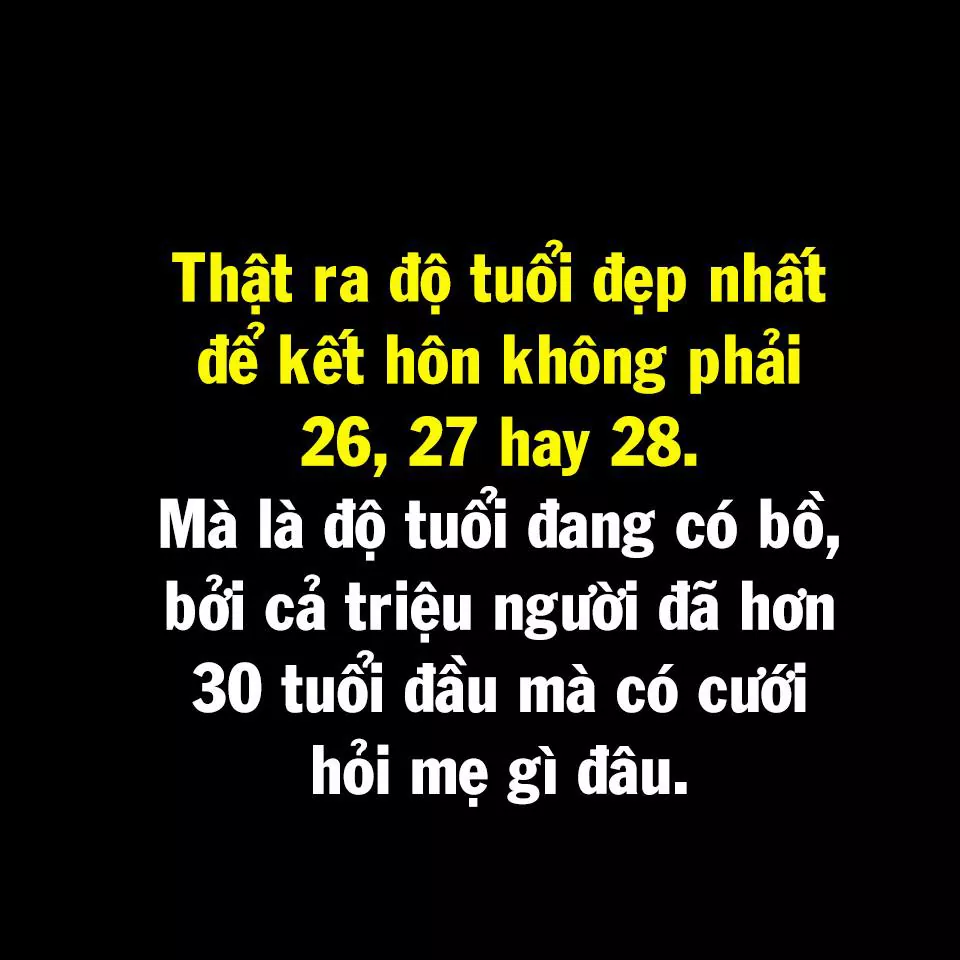 Thật ra độ tuổi đẹp nhất
để kết hôn không phải
26, 27 hay 28.
Mà là độ tuổi đang có bồ,
bởi cả triệu người đã hơn
30 tuổi đầu mà có cưới
hỏi mẹ gì đâu.